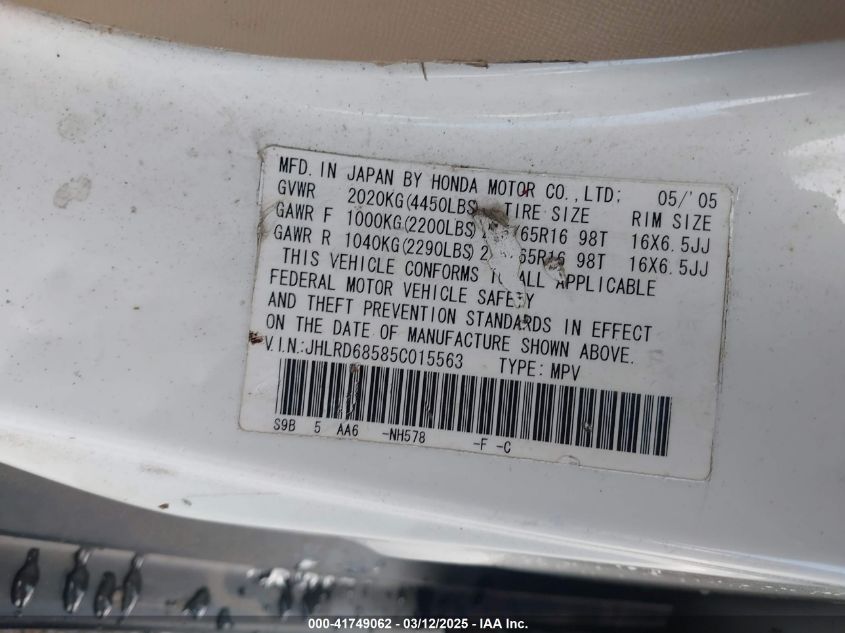 MFD. IN JAPAN BY HONDA MOTOR CO.,LTD; 05/'05
GVWR 2020KG(4450LBS) TIRE SIZE RIM SIZE
GAWR F 1000KG(2200LBS) /65R16 98T 16X6.5JJ
GAWR R 1040KG(2290LBS) 65R16 98T 16X6.5JJ
THIS VEHICLE CONFORMS TO ALL APPLICABLE
FEDERAL MOTOR VEHICLE SAFETY
AND THEFT PREVENTION STANDARDS IN EFFECT
ON THE DATE OF MANUFACTURE SHOWN ABOVE.
V.I.N.:JHLRD68585C015563 TYPE: MPV
S9B 5 AA6 -NH578 -F -C
000-41749062 - 03/12/2025 - IAA Inc.